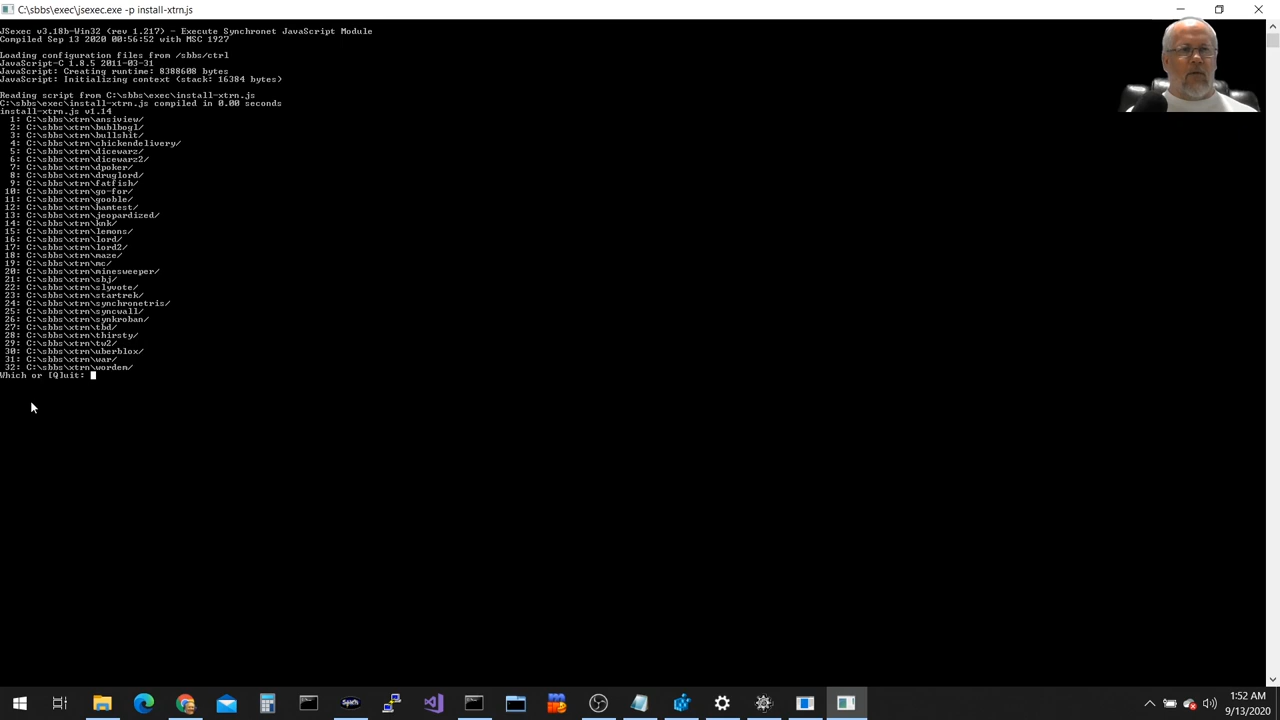 C:\sbbs\exec\jsexec.exe -p install-xtrn.js
JSexec v3.18b-Win32 (rev 1.217) - Execute Synchronet JavaScript Module
Compiled Sep 13 2020 00:56:52 with MSC 1927
Loading configuration files from /sbbs/ctrl
JavaScript-C 1.8.5 2011-03-31
JavaScript: Creating runtime: 8388608 bytes
JavaScript: Initializing context (stack: 16384 bytes)
Reading script from C:\sbbs\exec\install-xtrn.js
C:\sbbs\exec\install-xtrn.js compiled in 0.00 seconds
install-xtrn.js v1.14
1: C:\sbbs\xtrn\ansiview/
2: C:\sbbs\xtrn\bublbogl/
3: C:\sbbs\xtrn\bullshit/
4: C:\sbbs\xtrn\chickendelivery/
5: C:\sbbs\xtrn\dicewarz/
6: C:\sbbs\xtrn\dicewarz2/
7: C:\sbbs\xtrn\dpoker/
8: C:\sbbs\xtrn\druglord/
9: C:\sbbs\xtrn\fatfish/
10: C:\sbbs\xtrn\go-for/
11: C:\sbbs\xtrn\gooble/
12: C:\sbbs\xtrn\hamtest/
13: C:\sbbs\xtrn\jeopardized/
14: C:\sbbs\xtrn\knk/
15: C:\sbbs\xtrn\lemons/
16: C:\sbbs\xtrn\lord/
17: C:\sbbs\xtrn\lord2/
18: C:\sbbs\xtrn\maze/
19: C:\sbbs\xtrn\mc/
20: C:\sbbs\xtrn\minesweeper/
21: C:\sbbs\xtrn\sbj/
22: C:\sbbs\xtrn\slyvote/
23: C:\sbbs\xtrn\startrek/
24: C:\sbbs\xtrn\synchronetris/
25: C:\sbbs\xtrn\syncwall/
26: C:\sbbs\xtrn\synkroban/
27: C:\sbbs\xtrn\tbd/
28: C:\sbbs\xtrn\thirsty/
29: C:\sbbs\xtrn\tw2/
30: C:\sbbs\xtrn\uberblox/
31: C:\sbbs\xtrn\war/
32: C:\sbbs\xtrn\wordem/
Which or [Q]uit:
1:52 AM
9/13/2020